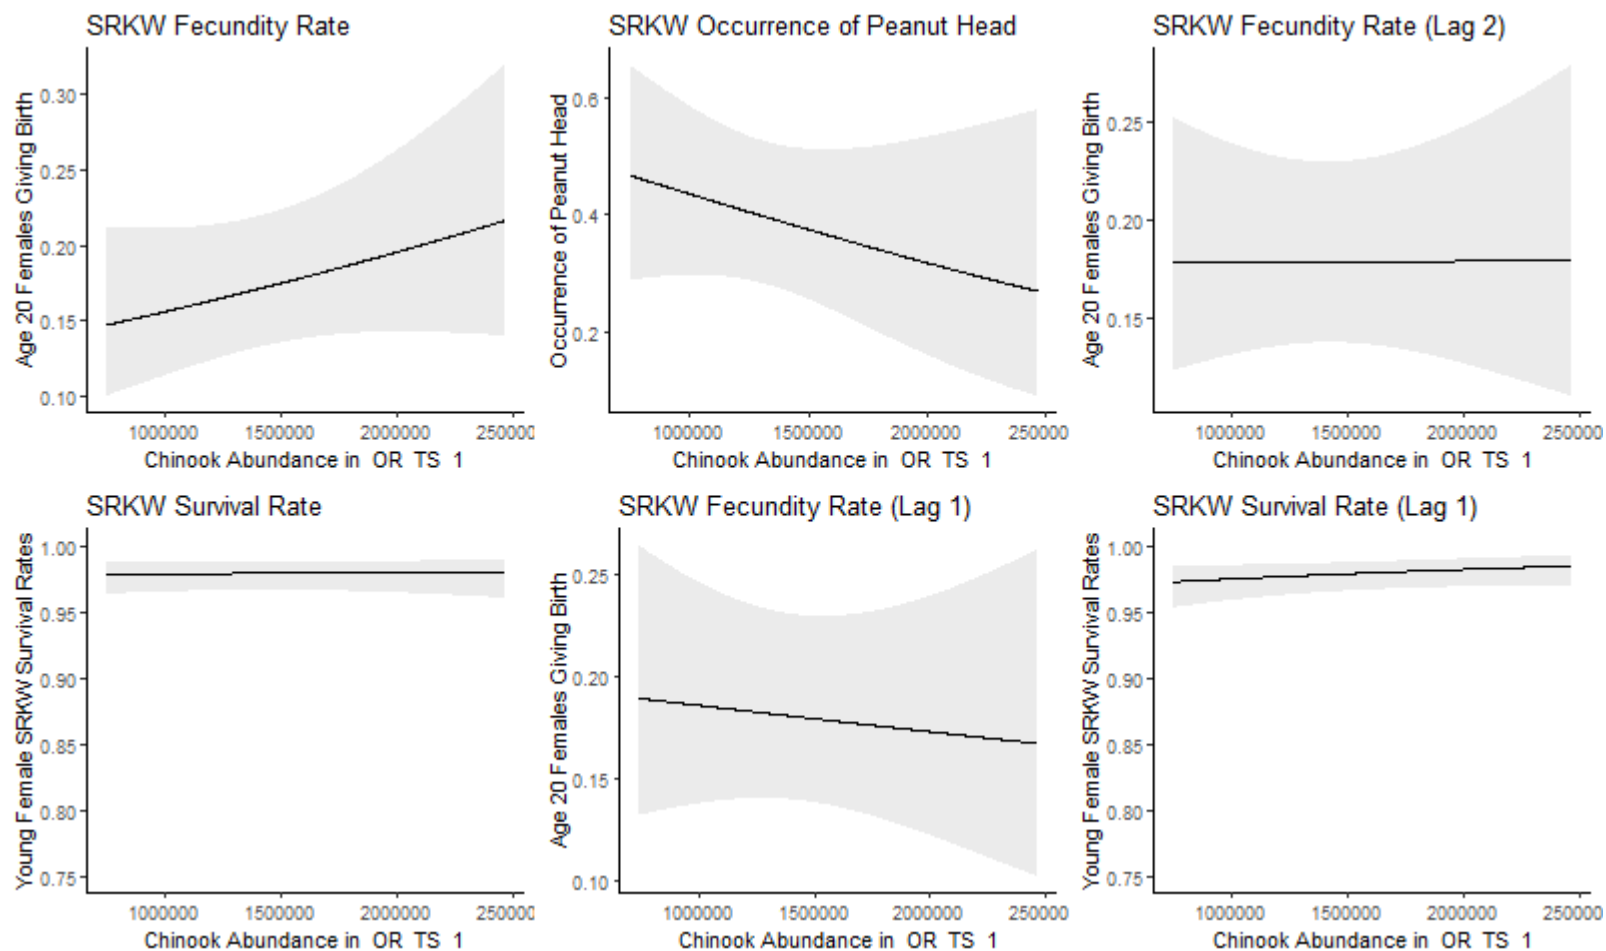 SRKW Fecundity Rate
Age 20 Females Giving Birth
0.30
0.25
0.20
0.15
0.10
1000000 1500000 2000000 250000
Chinook Abundance in OR TS 1
SRKW Occurrence of Peanut Head
Occurrence of Peanut Head
0.6
0.4
0.2
1000000 1500000 2000000 250000
Chinook Abundance in OR TS 1
SRKW Fecundity Rate (Lag 2)
Age 20 Females Giving Birth
0.25
0.20
0.15
1000000 1500000 2000000 250000
Chinook Abundance in OR TS 1
SRKW Survival Rate
Young Female SRKW Survival Rates
1.00
0.95
0.90
0.85
0.80
0.75
1000000 1500000 2000000 250000
Chinook Abundance in OR TS 1
SRKW Fecundity Rate (Lag 1)
Age 20 Females Giving Birth
0.25
0.20
0.15
0.10
1000000 1500000 2000000 250000
Chinook Abundance in OR TS 1
SRKW Survival Rate (Lag 1)
Young Female SRKW Survival Rates
1.00
0.95
0.90
0.85
0.80
0.75
1000000 1500000 2000000 250000
Chinook Abundance in OR TS 1